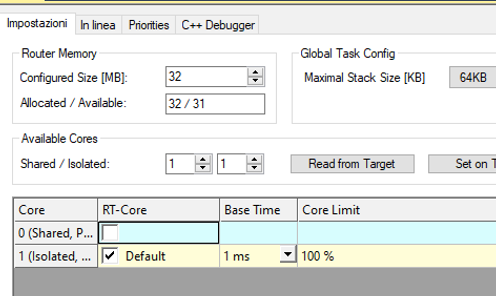 Impostazioni In linea Priorities C++ Debugger
Router Memory
Configured Size [MB]: 32
Allocated / Available: 32 / 31
Global Task Config
Maximal Stack Size [KB] 64KB
Available Cores
Shared / Isolated: 1 1 Read from Target Set on T
Core RT-Core Base Time Core Limit
0 (Shared, P...
1 (Isolated, ... Default 1 ms 100 %